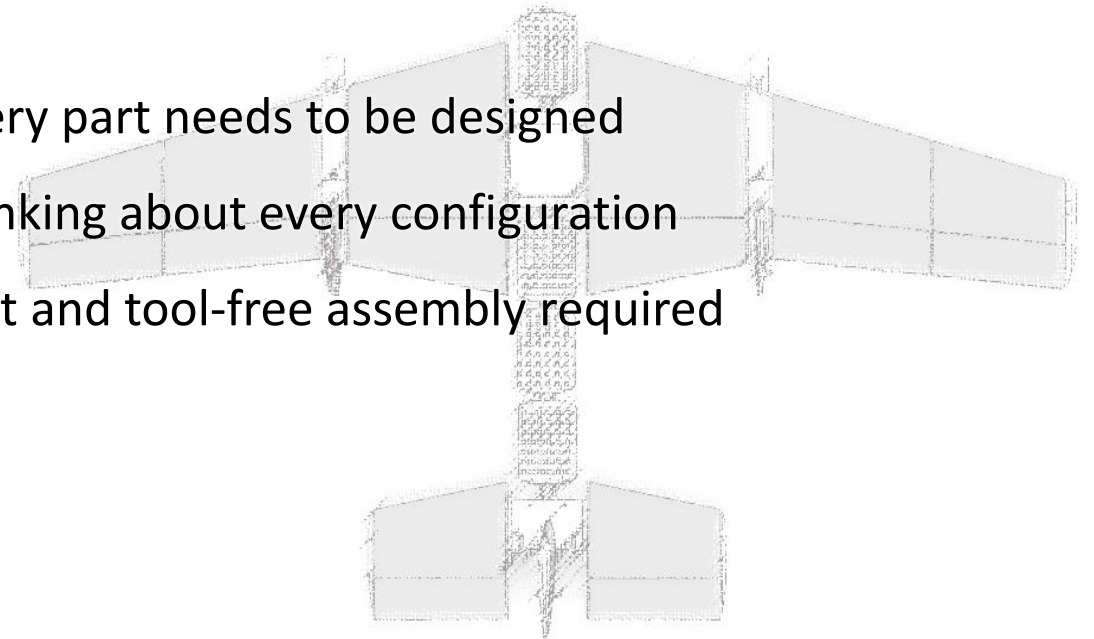 ery part needs to be designed
nking about every configuration
t and tool-free assembly required